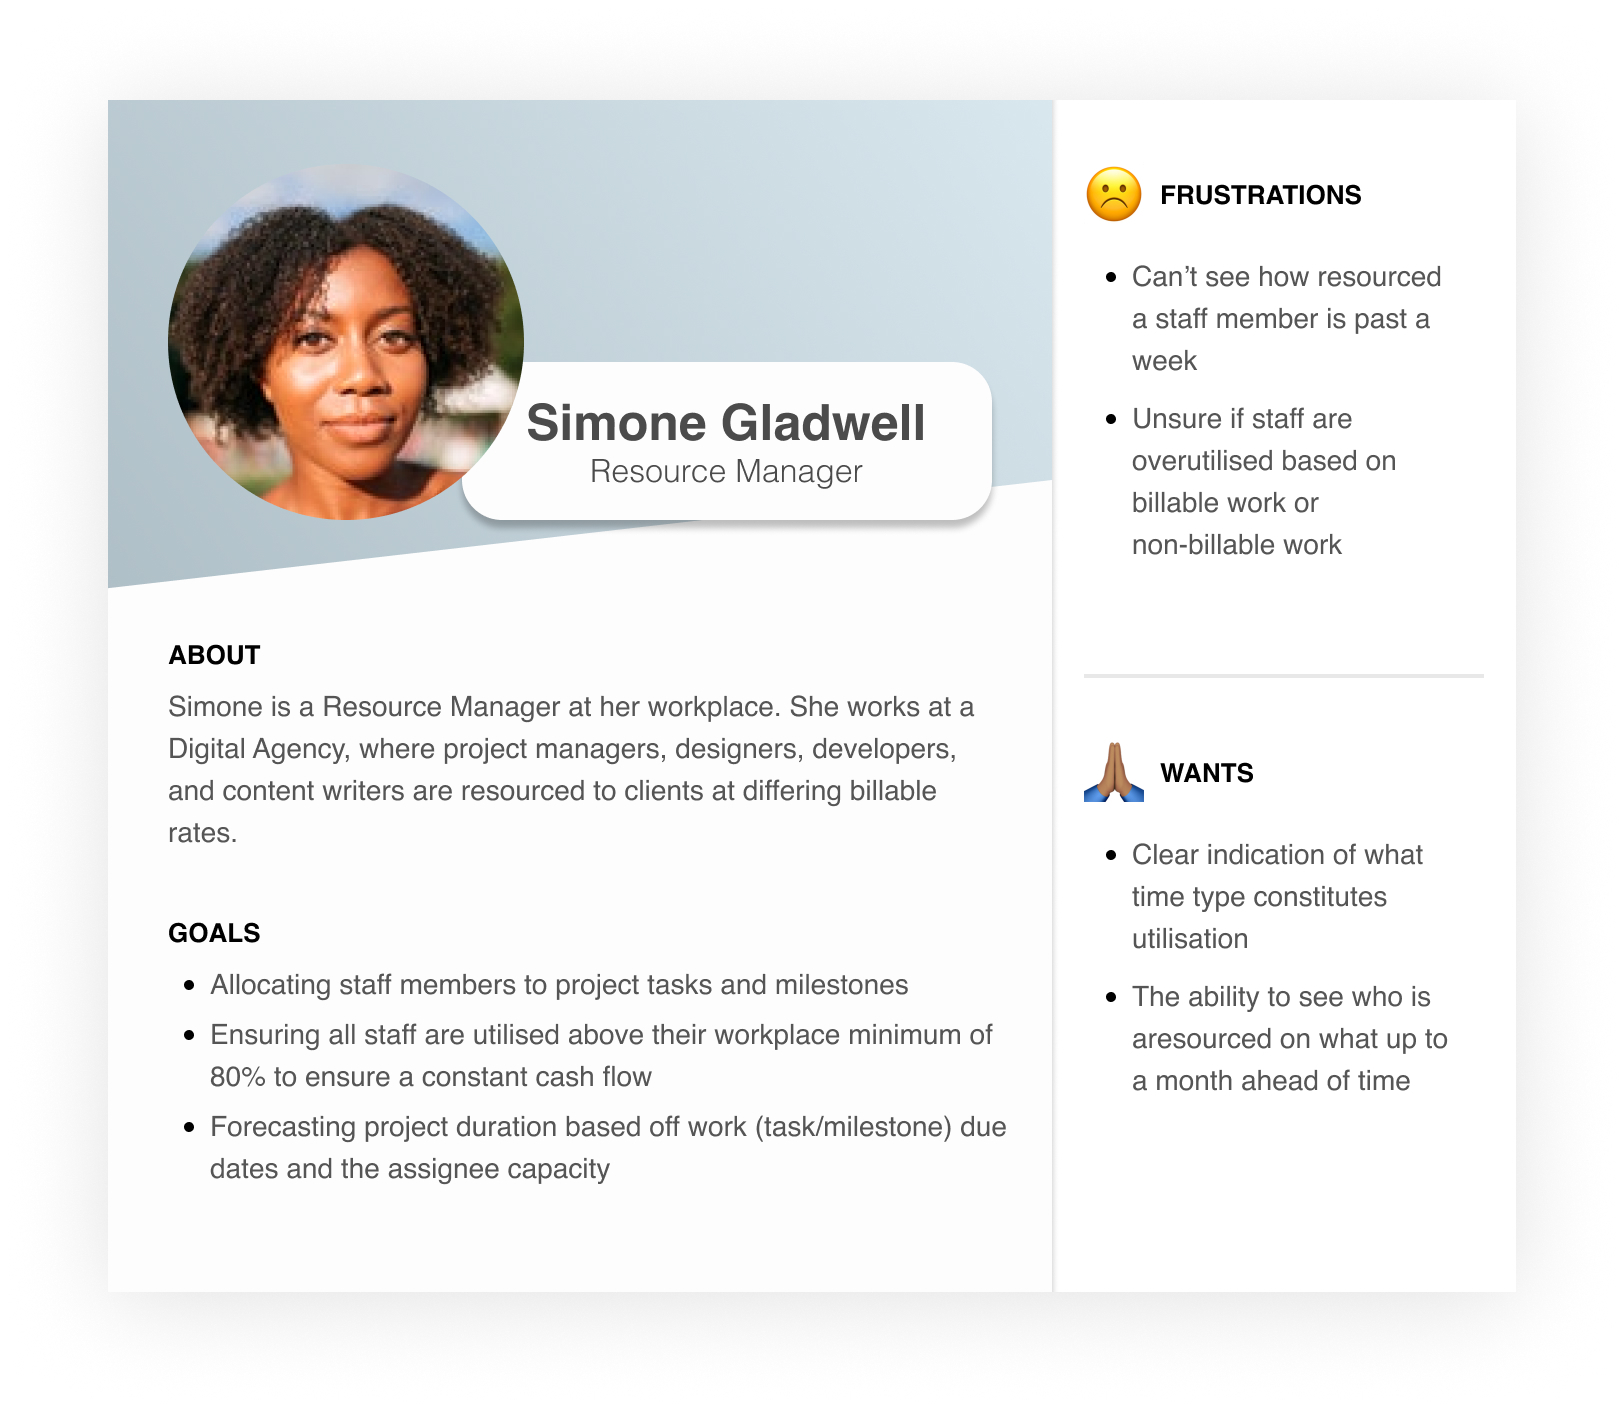 Simone Gladwell
Resource Manager
ABOUT
Simone is a Resource Manager at her workplace. She works at a
Digital Agency, where project managers, designers, developers,
and content writers are resourced to clients at differing billable
rates.
GOALS
• Allocating staff members to project tasks and milestones
• Ensuring all staff are utilised above their workplace minimum of
80% to ensure a constant cash flow
• Forecasting project duration based off work (task/milestone) due
dates and the assignee capacity
FRUSTRATIONS
• Can’t see how resourced
a staff member is past a
week
• Unsure if staff are
overutilised based on
billable work or
non-billable work
WANTS
• Clear indication of what
time type constitutes
utilisation
• The ability to see who is
aresourced on what up to
a month ahead of time